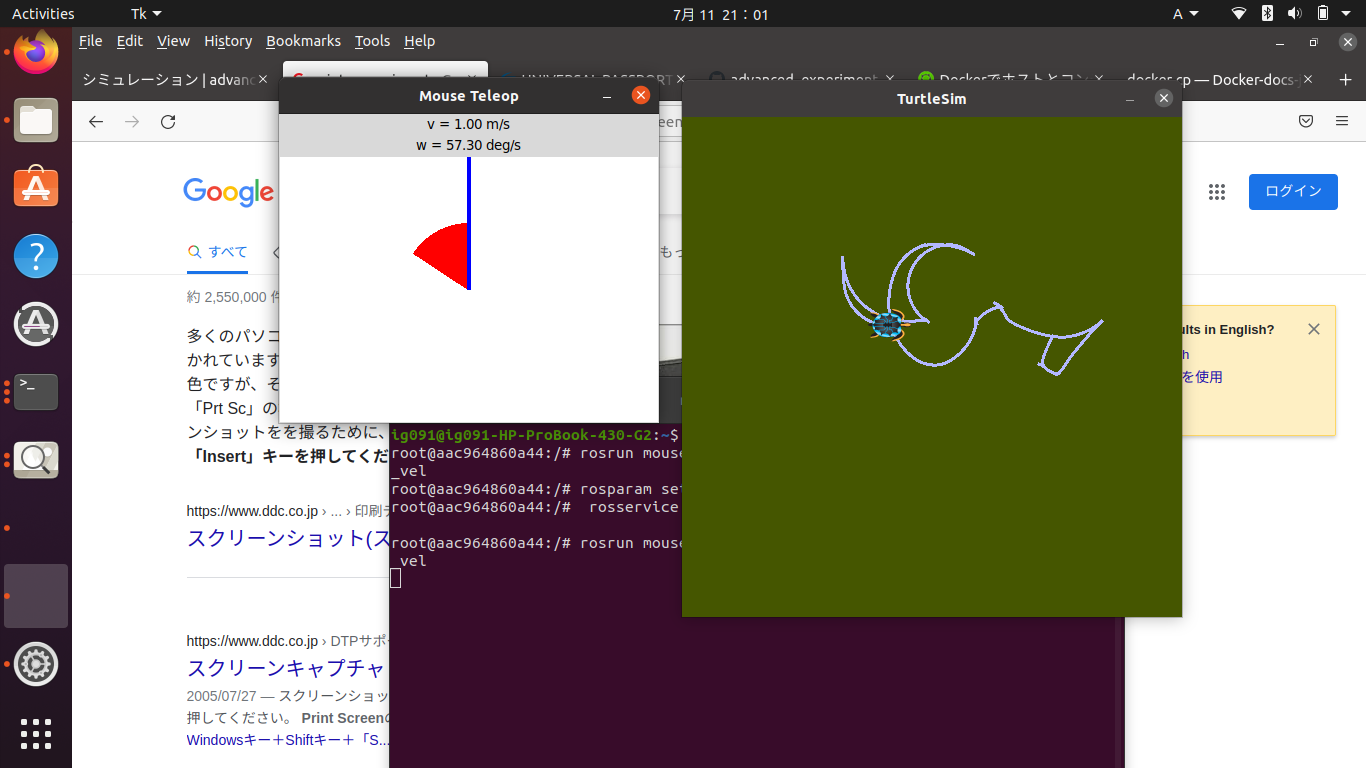 Activities
Tk
7月 11 21：01
A
File Edit View History Bookmarks Tools Help
シミュレーション | advanc
advanced_experiment
Dockerでホストとコン
docker cp — Docker-docs-
Mouse Teleop
v = 1.00 m/s
w = 57.30 deg/s
TurtleSim
Google
ログイン
すべて
もっ
約 2,550,000 件
ults in English?
を使用
多くのパソコ
かれています
色ですが、そ
「Prt Sc」の
ンショットをを撮るために、
「Insert」キーを押してくだ
https://www.ddc.co.jp › ... › 印刷
スクリーンショット(ス
https://www.ddc.co.jp › DTPサポ
スクリーンキャプチャ
2005/07/27 — スクリーンショッ
押してください。 Print Screenの
Windowsキー＋Shiftキー＋「S...
ig091@ig091-HP-ProBook-430-G2:~$
root@aac964860a44:/# rosrun mouse
_vel
root@aac964860a44:/# rosparam se
root@aac964860a44:/#  rosservice
root@aac964860a44:/# rosrun mouse
_vel